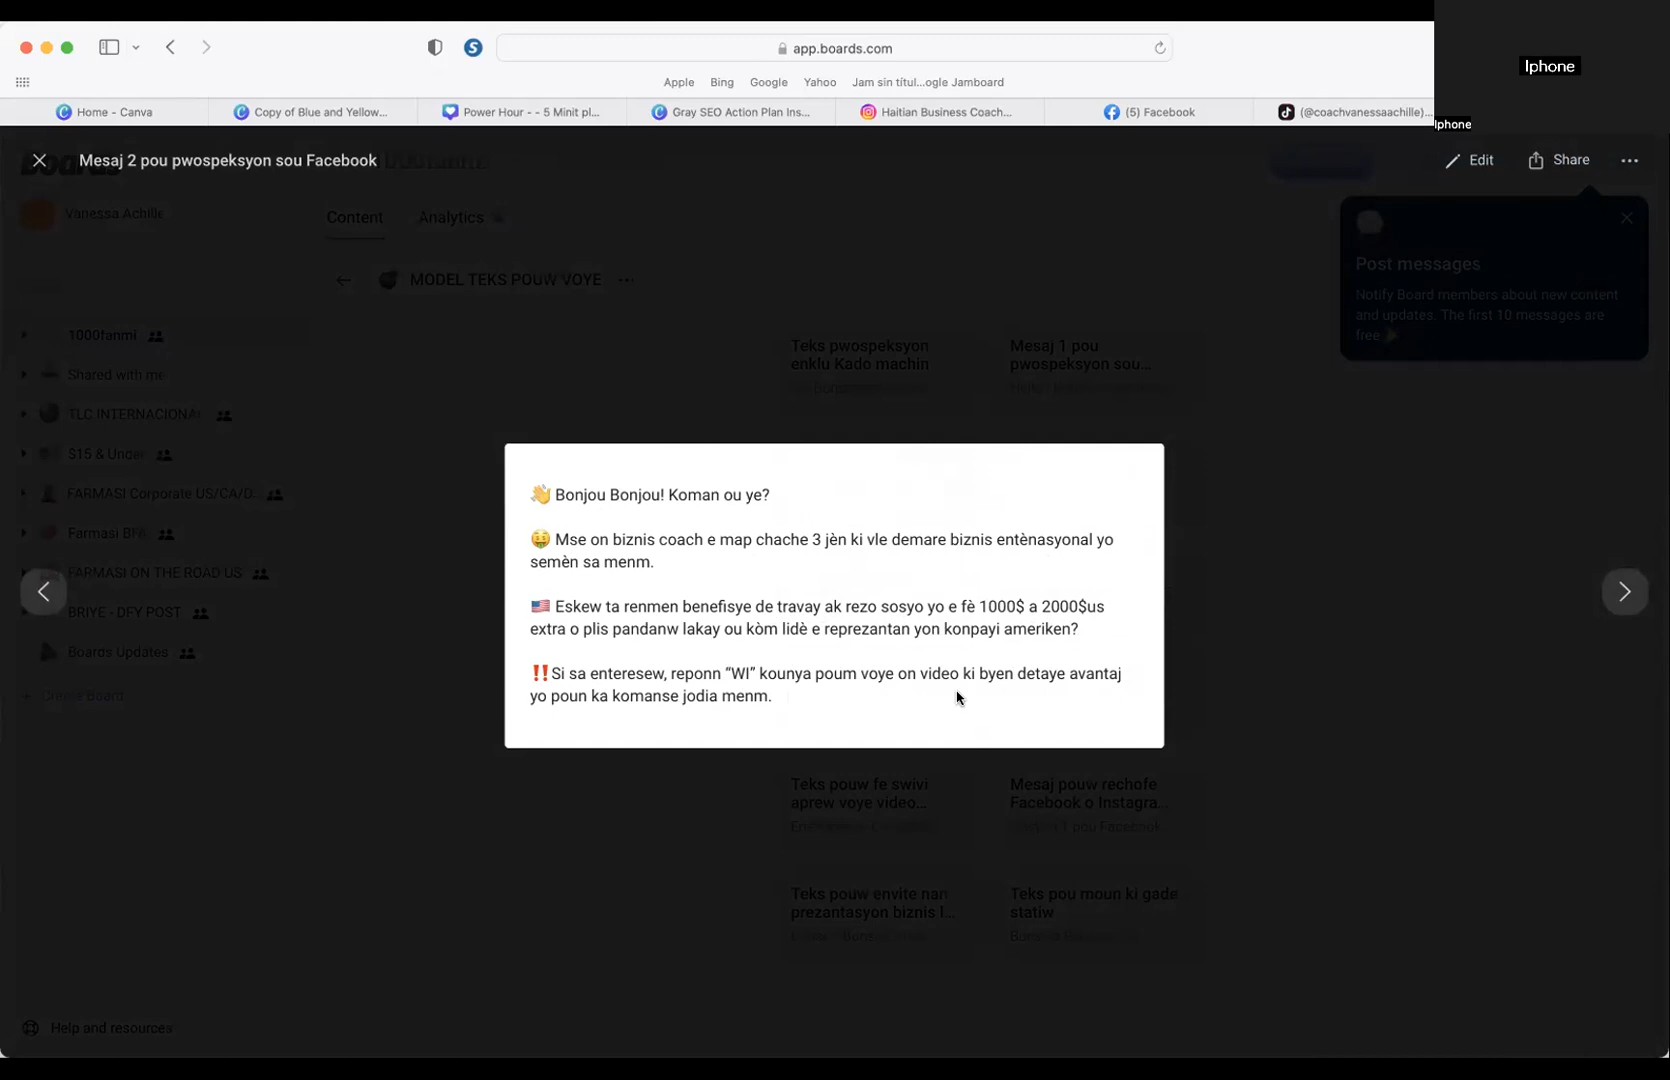 Iphone
Iphone
app.boards.com
Apple Bing Google Yahoo Jam sin títul...ogle Jamboard
Home - Canva
Copy of Blue and Yellow...
Power Hour - - 5 Minit pl...
Gray SEO Action Plan Ins...
Haitian Business Coach...
(5) Facebook
(@coachvanessaachille)...
Mesaj 2 pou pwospeksyon sou Facebook
Edit
Share
Boards
Vanessa Achille
Content Analytics
MODEL TEKS POUW VOYE
Post messages
Notify Board members about new content
and updates. The first 10 messages are
free
1000fanmi
Shared with me
TLC INTERNACIONA
$15 & Under
FARMASI Corporate US/CA/D...
Farmasi
FARMASI ON THE ROAD US
BRIYE - DFY POST
Boards Updates
Create Board
Teks pwospeksyon
enklu Kado machin
Mesaj 1 pou
pwospeksyon sou...
👋 Bonjou Bonjou! Koman ou ye?
🤑 Mse on biznis coach e map chache 3 jèn ki vle demare biznis entènasyonal yo
semèn sa menm.
🇺🇸 Eskew ta renmen benefisye de travay ak rezo sosyo yo e fè 1000$ a 2000$us
extra o plis pandanw lakay ou kòm lidè e reprezantan yon konpayi ameriken?
‼️Si sa enteresew, reponn “WI” kounya poum voye on video ki byen detaye avantaj
yo poun ka komanse jodia menm.
Teks pouw fe swivi
aprew voye video...
Mesaj pouw rechofe
Facebook o Instagra...
Teks pouw envite nan
prezantasyon biznis l...
Teks pou moun ki gade
statiw
Help and resources